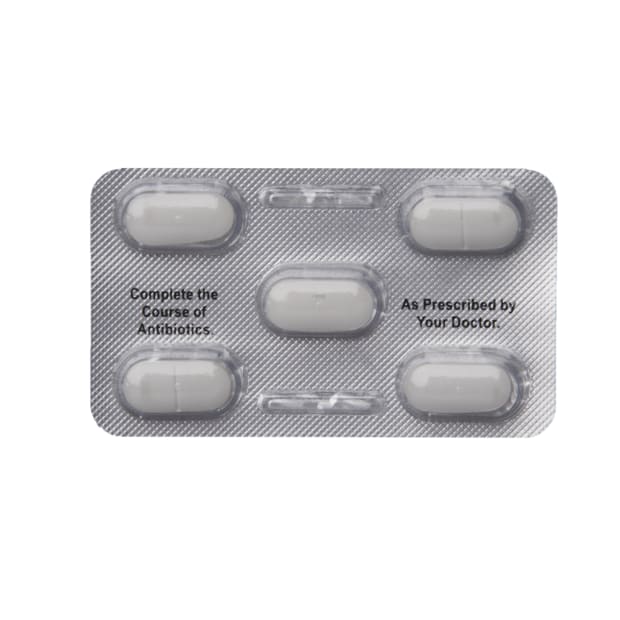 Complete the
Course of
Antibiotics.
As Prescribed by
Your Doctor.